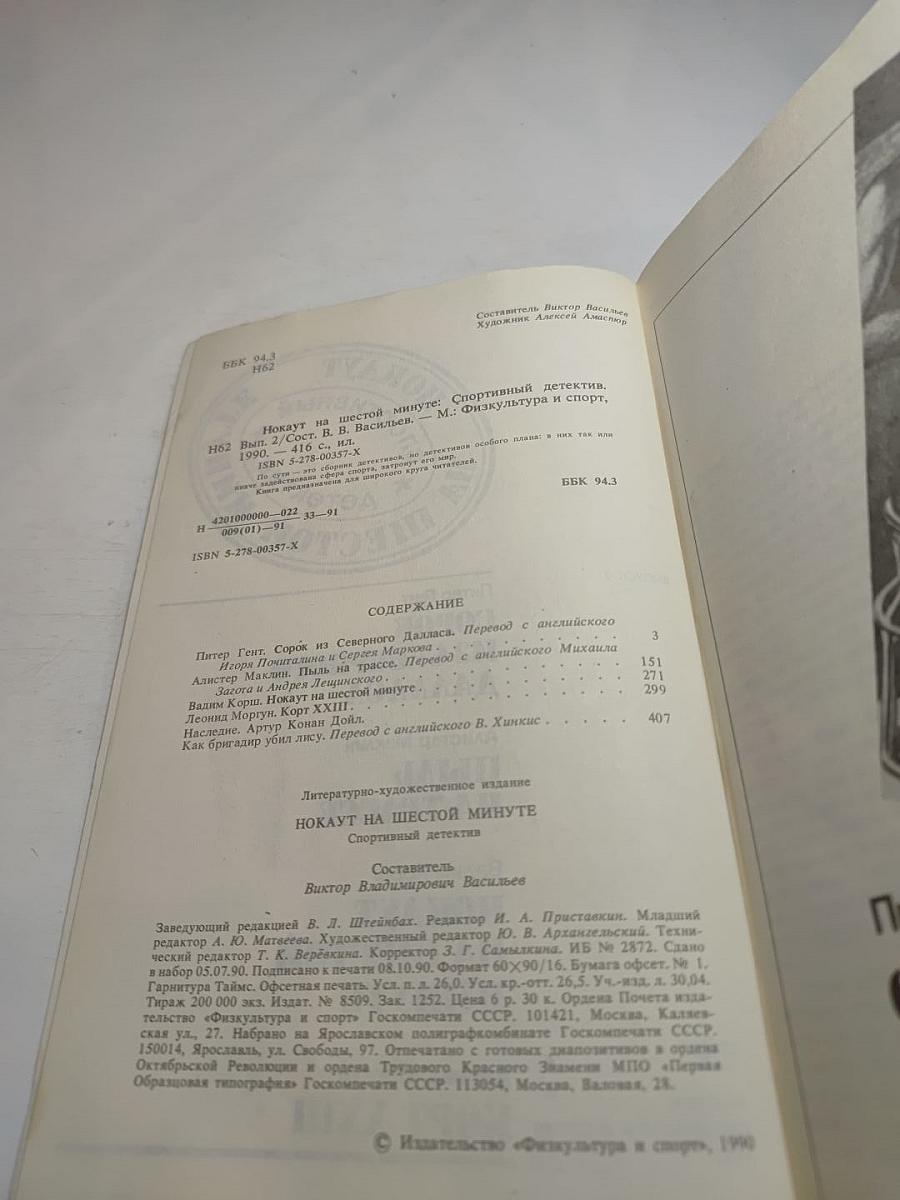 Составитель Виктор Васильев
Художник Алексей Амаспюр
ББК 94.3
Н62
Нокаут на шестой минуте: Спортивный детектив.
Н62 Вып. 2/Сост. В. В. Васильев. — М.: Физкультура и спорт,
1990. — 416 с., ил.
ISBN 5-278-00357-X
По сути — это сборник детективов, но детективов особого плана: в них так или
иначе задействована сфера спорта, затронут его мир.
Книга предназначена для широкого круга читателей.
Н 4201000000—022
009(01)—91 33—91
ББК 94.3
ISBN 5-278-00357-X
СОДЕРЖАНИЕ
Питер Гент. Сорок из Северного Далласа. Перевод с английского
Игоря Почиталина и Сергея Маркова . . . . . . . . . 3
Алистер Маклин. Пыль на трассе. Перевод с английского Михаила
Загота и Андрея Лещинского . . . . . . . . . . . . 151
Вадим Корш. Нокаут на шестой минуте . . . . . . . . . . 271
Леонид Моргун. Корт XXIII . . . . . . . . . . . . . . 299
Наследие. Артур Конан Дойл.
Как бригадир убил лису. Перевод с английского В. Хинкис . . . . . 407
Литературно-художественное издание
НОКАУТ НА ШЕСТОЙ МИНУТЕ
Спортивный детектив
Составитель
Виктор Владимирович Васильев
Заведующий редакцией В. Л. Штейнбах. Редактор И. А. Приставкин. Младший
редактор А. Ю. Матвеева. Художественный редактор Ю. В. Архангельский. Техни-
ческий редактор Т. К. Верёвкина. Корректор З. Г. Самылкина. ИБ № 2872. Сдано
в набор 05.07.90. Подписано к печати 08.10.90. Формат 60×90/16. Бумага офсет. № 1.
Гарнитура Таймс. Офсетная печать. Усл. п. л. 26,0. Усл. кр.-отт. 26,5. Уч.-изд. л. 30,04.
Тираж 200 000 экз. Издат. № 8509. Зак. 1252. Цена 6 р. 30 к. Ордена Почета изда-
тельство «Физкультура и спорт» Госкомпечати СССР. 101421, Москва, Каляев-
ская ул., 27. Набрано на Ярославском полиграфкомбинате Госкомпечати СССР.
150014, Ярославль, ул. Свободы, 97. Отпечатано с готовых диапозитивов в ордена
Октябрьской Революции и ордена Трудового Красного Знамени МПО «Первая
Образцовая типография» Госкомпечати СССР. 113054, Москва, Валовая, 28.
© Издательство «Физкультура и спорт», 1990